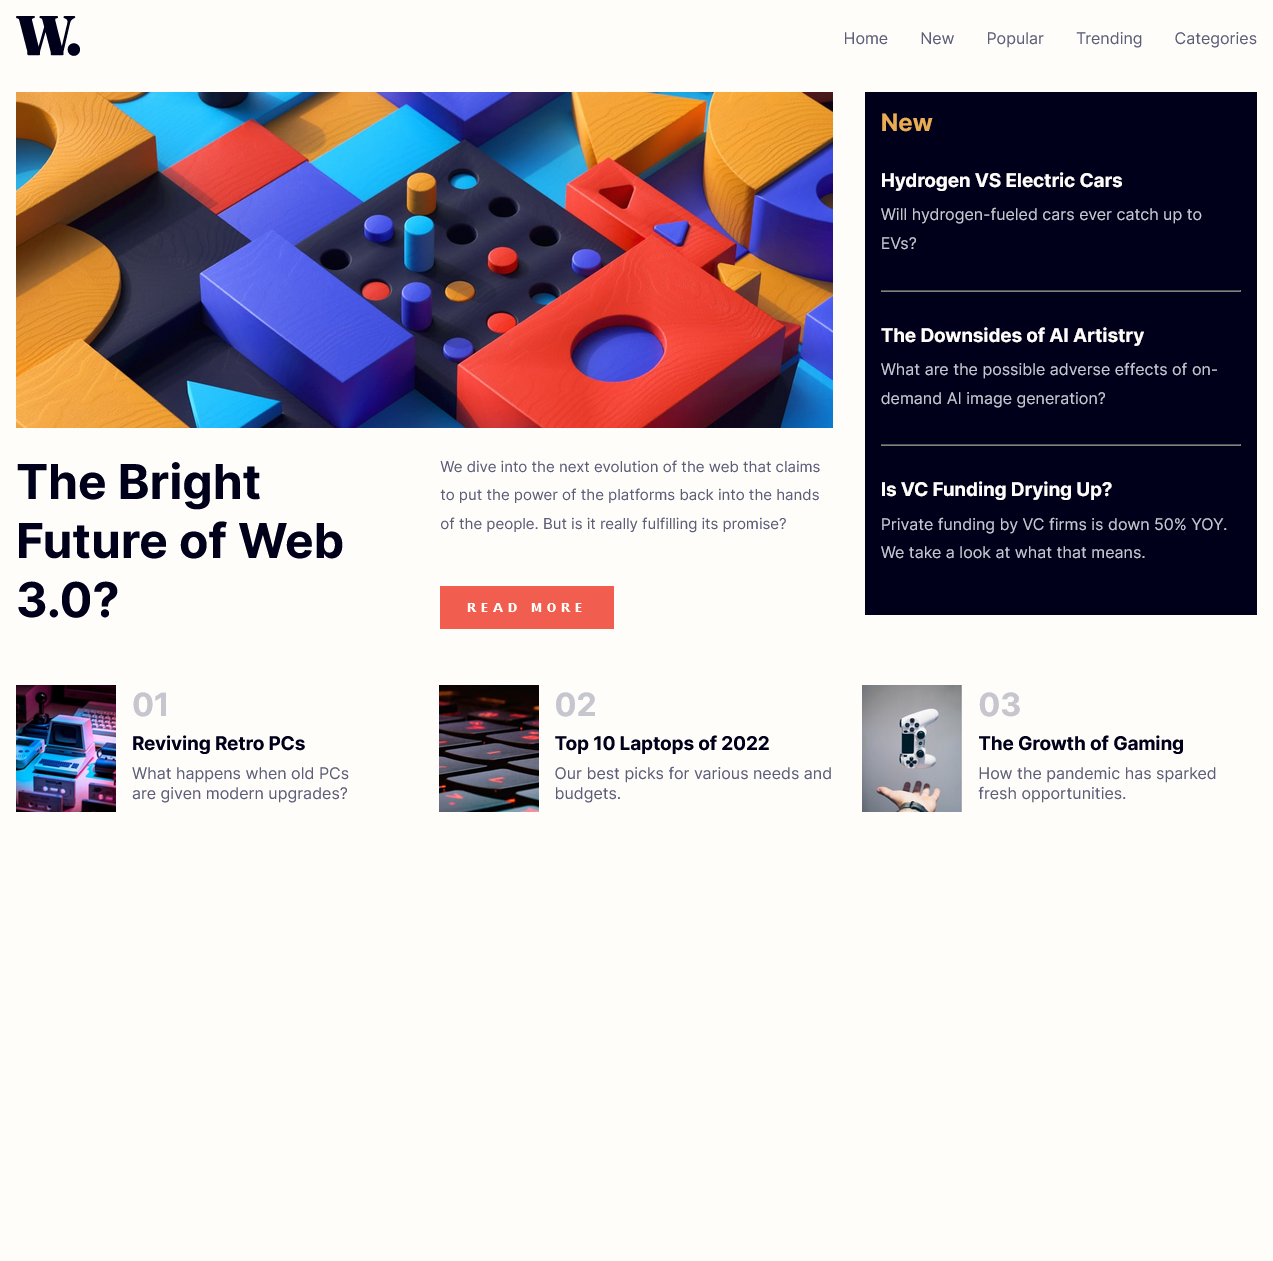 W.
Home New Popular Trending Categories
New
Hydrogen VS Electric Cars
Will hydrogen-fueled cars ever catch up to
EVs?
The Downsides of AI Artistry
What are the possible adverse effects of on-
demand AI image generation?
Is VC Funding Drying Up?
Private funding by VC firms is down 50% YOY.
We take a look at what that means.
The Bright
Future of Web
3.0?
We dive into the next evolution of the web that claims
to put the power of the platforms back into the hands
of the people. But is it really fulfilling its promise?
READ MORE
01
Reviving Retro PCs
What happens when old PCs
are given modern upgrades?
02
Top 10 Laptops of 2022
Our best picks for various needs and
budgets.
03
The Growth of Gaming
How the pandemic has sparked
fresh opportunities.